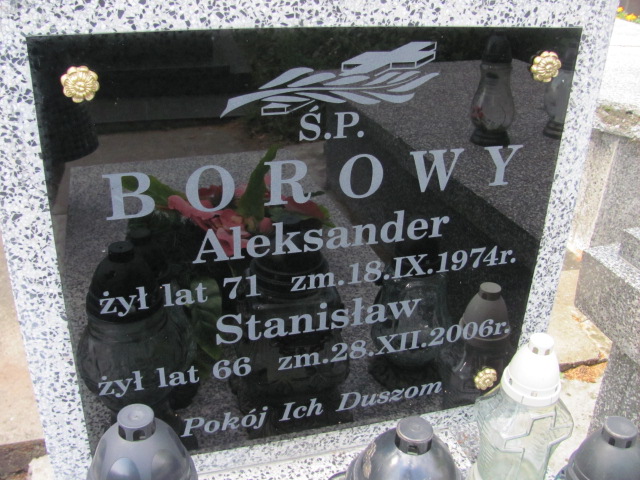 Ś.P.
BOROWY
Aleksander
żył lat 71 zm.18.IX.1974r.
Stanisław
żył lat 66 zm.28.XII.2006r.
Pokój Ich Duszom